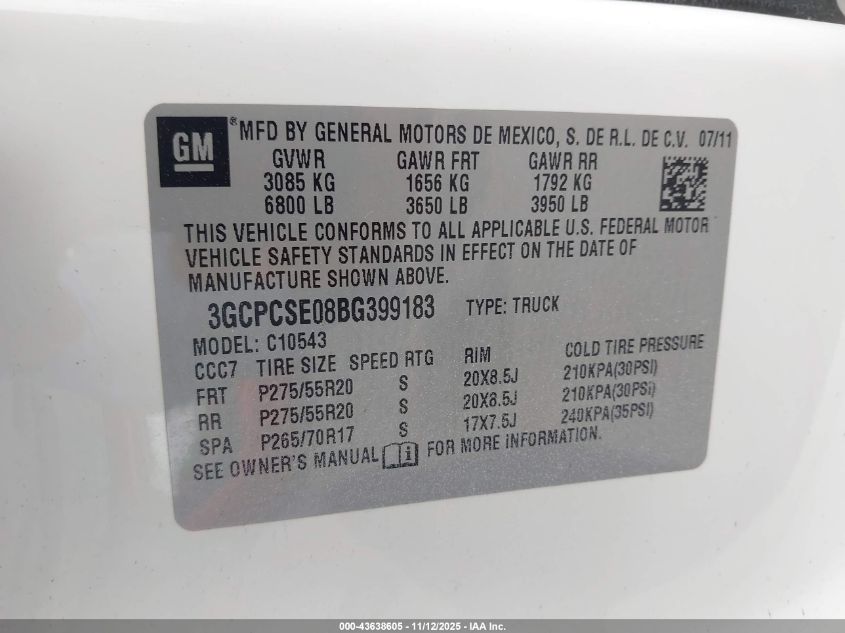 GM ® MFD BY GENERAL MOTORS DE MEXICO, S. DE R.L. DE C.V. 07/11
GVWR GAWR FRT GAWR RR
3085 KG 1656 KG 1792 KG
6800 LB 3650 LB 3950 LB
THIS VEHICLE CONFORMS TO ALL APPLICABLE U.S. FEDERAL MOTOR
VEHICLE SAFETY STANDARDS IN EFFECT ON THE DATE OF
MANUFACTURE SHOWN ABOVE.
3GCPCSE08BG399183 TYPE: TRUCK
MODEL: C10543
CCC7 TIRE SIZE SPEED RTG RIM COLD TIRE PRESSURE
FRT P275/55R20 S 20X8.5J 210KPA(30PSI)
RR P275/55R20 S 20X8.5J 210KPA(30PSI)
SPA P265/70R17 S 17X7.5J 240KPA(35PSI)
SEE OWNER'S MANUAL i FOR MORE INFORMATION.
000-43638605 - 11/12/2025 - IAA Inc.